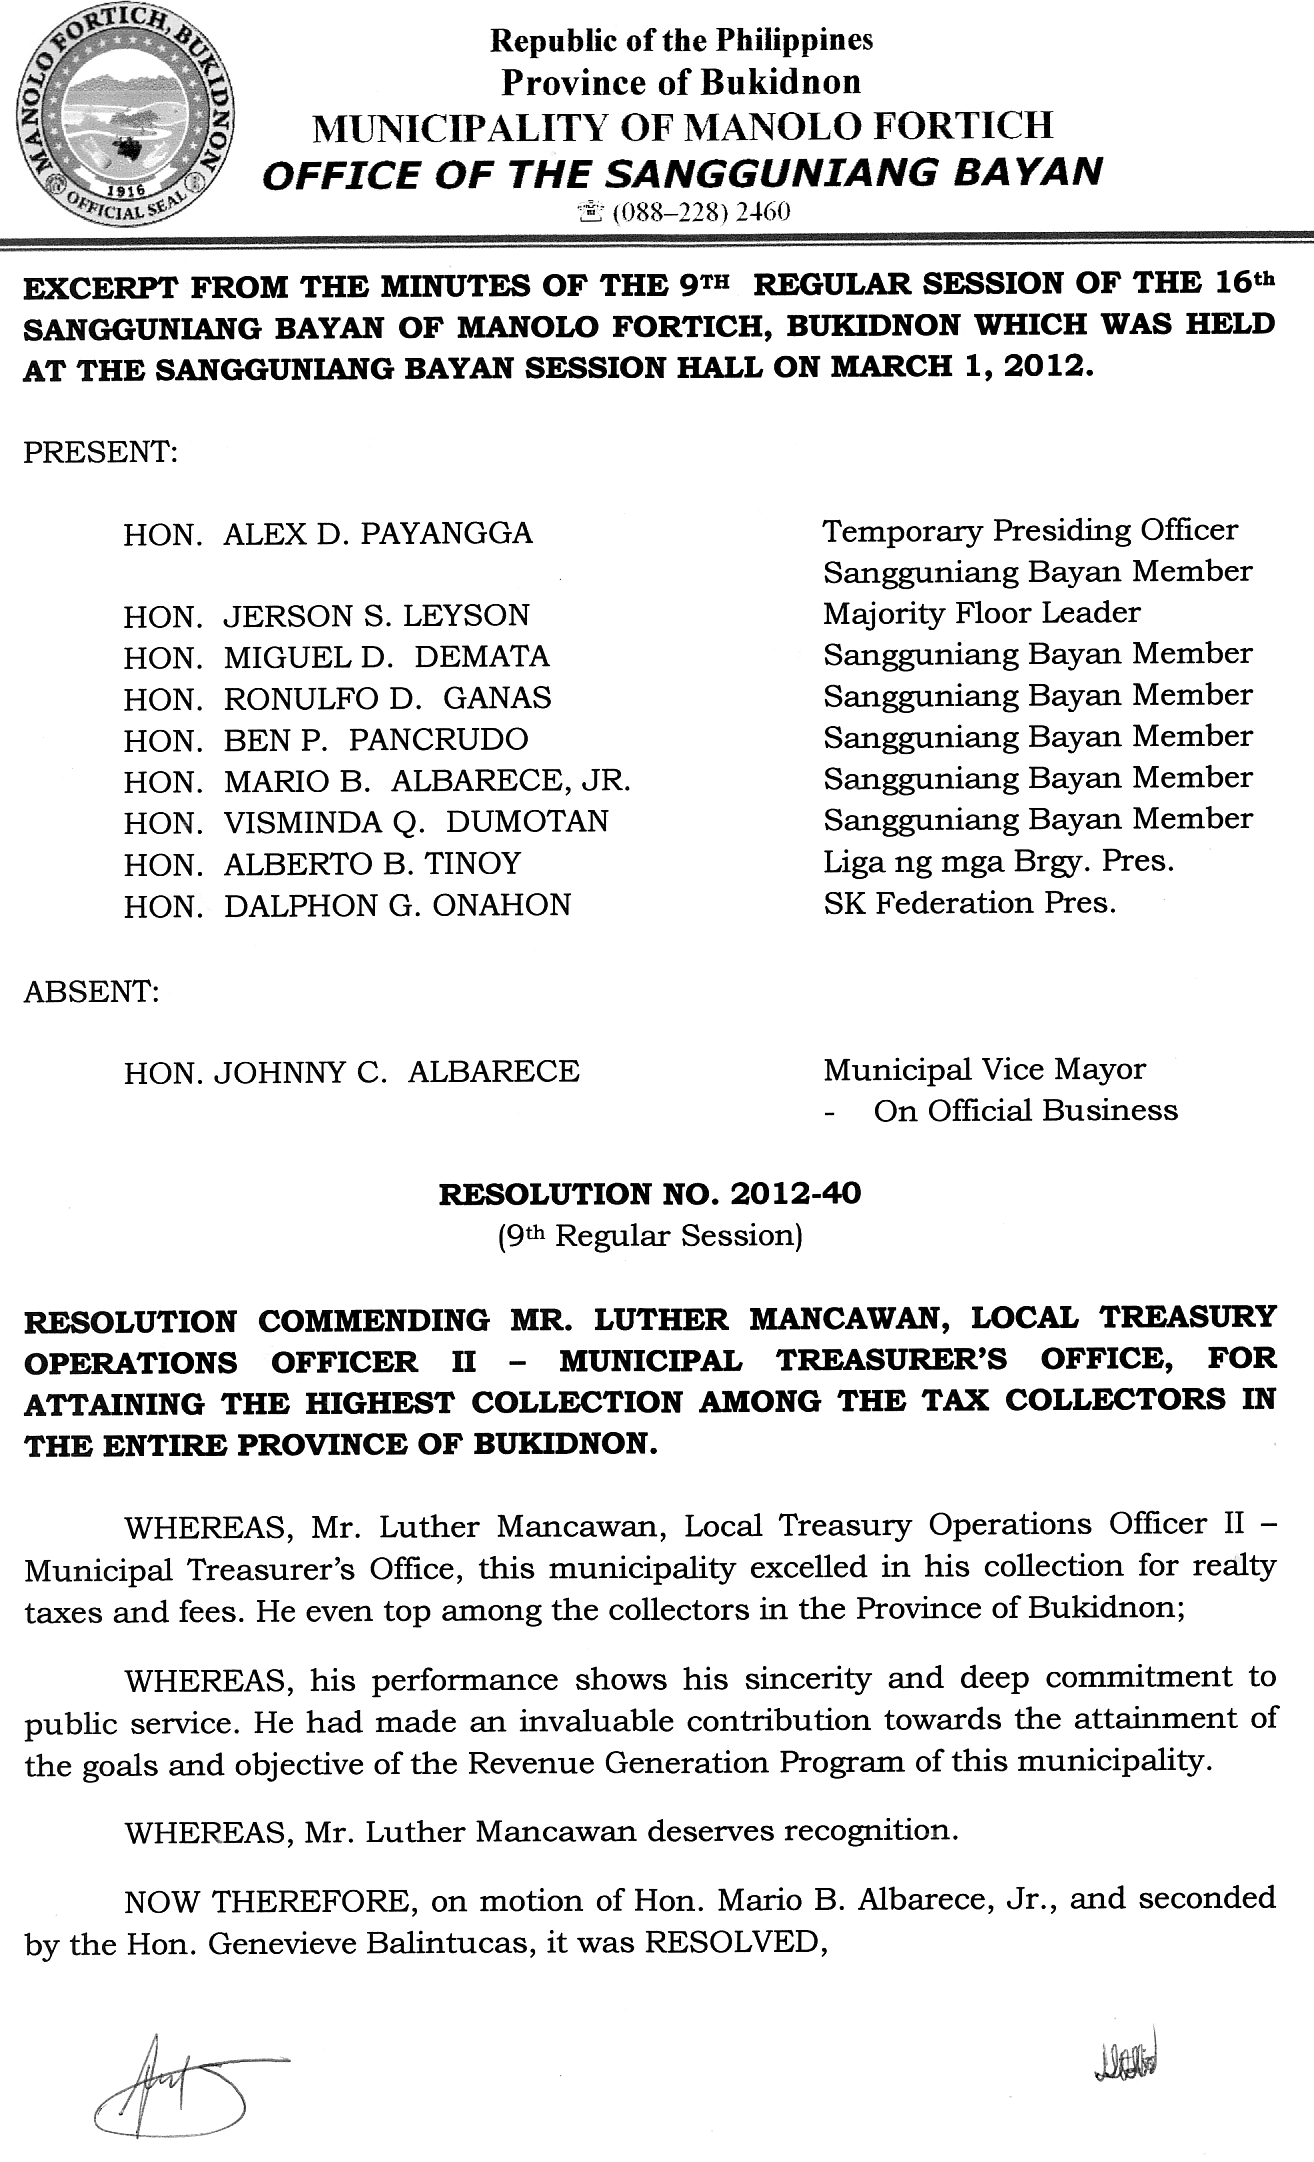 MANOLO FORTICH, BUKIDNON
1916
OFFICIAL SEAL
Republic of the Philippines
Province of Bukidnon
MUNICIPALITY OF MANOLO FORTICH
OFFICE OF THE SANGGUNIANG BAYAN
☏ (088–228) 2460
EXCERPT FROM THE MINUTES OF THE 9TH REGULAR SESSION OF THE 16th
SANGGUNIANG BAYAN OF MANOLO FORTICH, BUKIDNON WHICH WAS HELD
AT THE SANGGUNIANG BAYAN SESSION HALL ON MARCH 1, 2012.
PRESENT:
HON. ALEX D. PAYANGGA Temporary Presiding Officer
Sangguniang Bayan Member
HON. JERSON S. LEYSON Majority Floor Leader
HON. MIGUEL D. DEMATA Sangguniang Bayan Member
HON. RONULFO D. GANAS Sangguniang Bayan Member
HON. BEN P. PANCRUDO Sangguniang Bayan Member
HON. MARIO B. ALBARECE, JR. Sangguniang Bayan Member
HON. VISMINDA Q. DUMOTAN Sangguniang Bayan Member
HON. ALBERTO B. TINOY Liga ng mga Brgy. Pres.
HON. DALPHON G. ONAHON SK Federation Pres.
ABSENT:
HON. JOHNNY C. ALBARECE Municipal Vice Mayor
- On Official Business
RESOLUTION NO. 2012-40
(9th Regular Session)
RESOLUTION COMMENDING MR. LUTHER MANCAWAN, LOCAL TREASURY
OPERATIONS OFFICER II – MUNICIPAL TREASURER'S OFFICE, FOR
ATTAINING THE HIGHEST COLLECTION AMONG THE TAX COLLECTORS IN
THE ENTIRE PROVINCE OF BUKIDNON.
WHEREAS, Mr. Luther Mancawan, Local Treasury Operations Officer II –
Municipal Treasurer's Office, this municipality excelled in his collection for realty
taxes and fees. He even top among the collectors in the Province of Bukidnon;
WHEREAS, his performance shows his sincerity and deep commitment to
public service. He had made an invaluable contribution towards the attainment of
the goals and objective of the Revenue Generation Program of this municipality.
WHEREAS, Mr. Luther Mancawan deserves recognition.
NOW THEREFORE, on motion of Hon. Mario B. Albarece, Jr., and seconded
by the Hon. Genevieve Balintucas, it was RESOLVED,